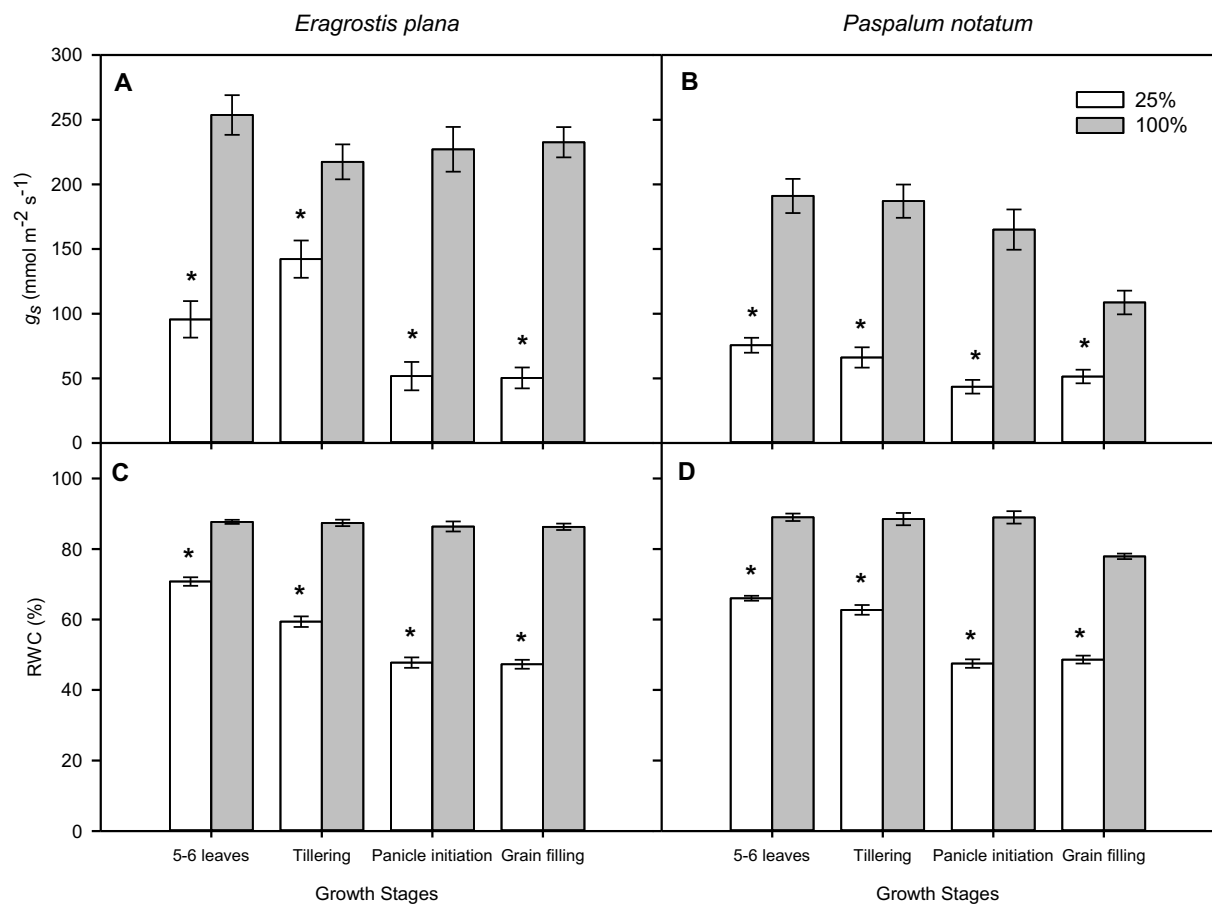 Eragrostis plana
Paspalum notatum
A
B
25%
100%
300
250
200
150
100
50
0
gs (mmol m-2 s-1)
* * * *
* * * *
C
D
100
80
60
40
20
0
RWC (%)
* * * *
* * * *
5-6 leaves Tillering Panicle initiation Grain filling
5-6 leaves Tillering Panicle initiation Grain filling
Growth Stages
Growth Stages